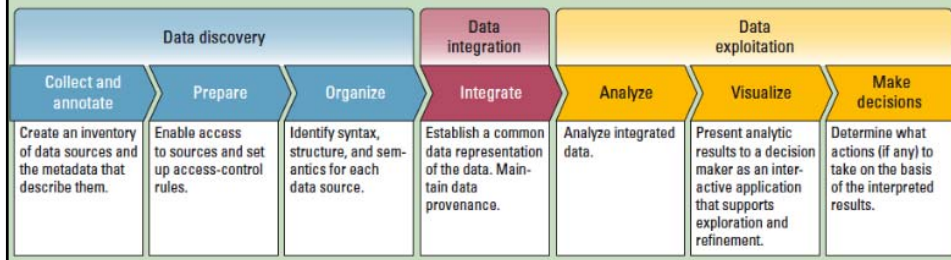 Data discovery
Data
integration
Data
exploitation
Collect and
annotate
Prepare
Organize
Integrate
Analyze
Visualize
Make
decisions
Create an inventory
of data sources and
the metadata that
describe them.
Enable access
to sources and set
up access-control
rules.
Identify syntax,
structure, and sem-
antics for each
data source.
Establish a common
data representation
of the data. Main-
tain data
provenance.
Analyze integrated
data.
Present analytic
results to a decision
maker as an inter-
active application
that supports
exploration and
refinement.
Determine what
actions (if any) to
take on the basis
of the interpreted
results.